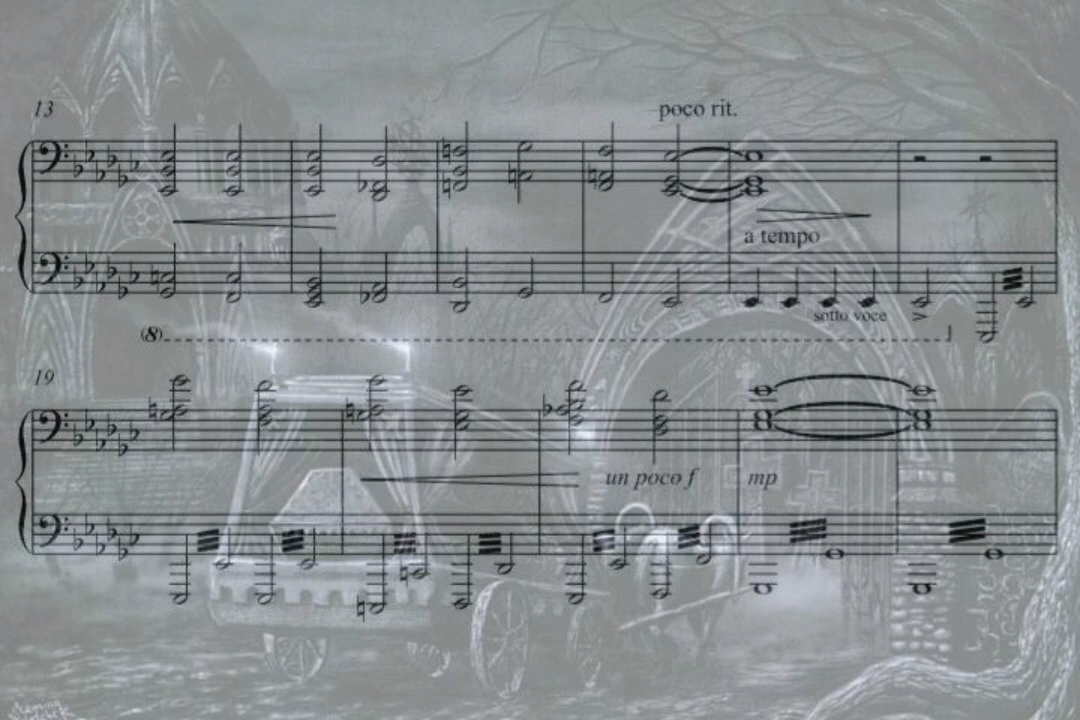 13
poco rit.
a tempo
sotto voce
(8)
19
un poco f
mp